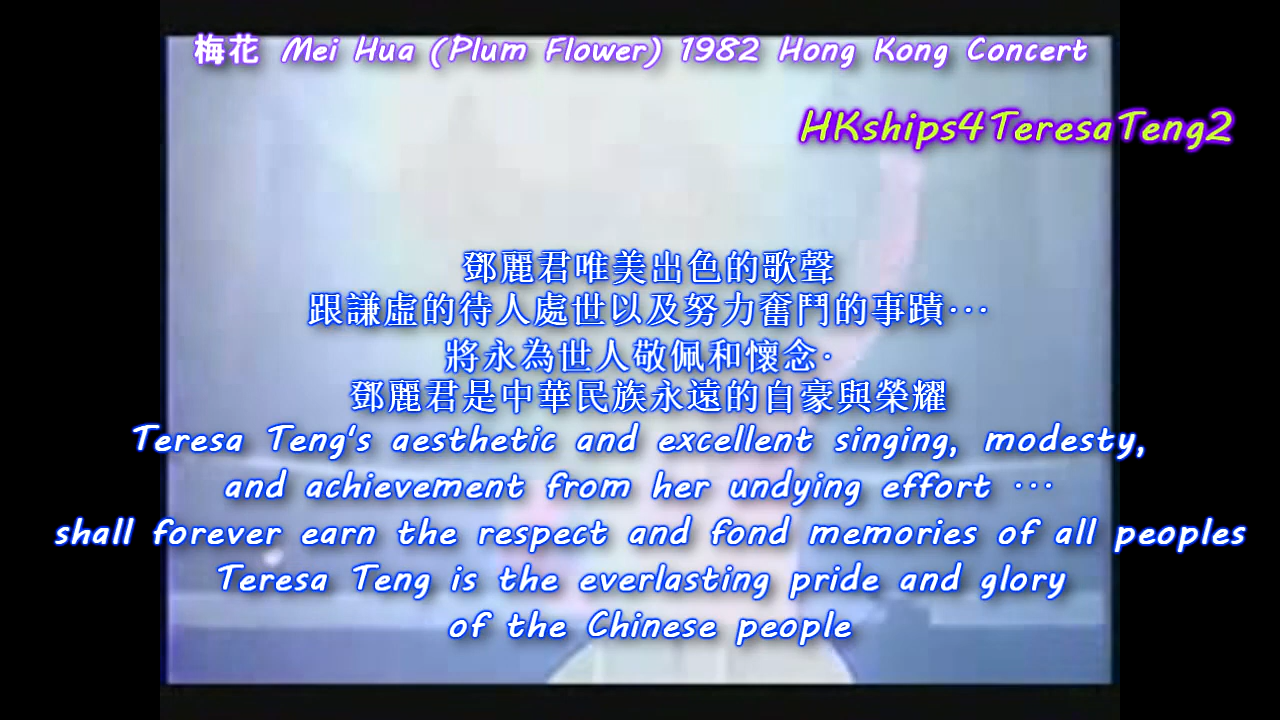 梅花 Mei Hua (Plum Flower) 1982 Hong Kong Concert
HKships4TeresaTeng2
鄧麗君唯美出色的歌聲
跟謙虛的待人處世以及努力奮鬥的事蹟…
將永為世人敬佩和懷念.
鄧麗君是中華民族永遠的自豪與榮耀
Teresa Teng's aesthetic and excellent singing, modesty,
and achievement from her undying effort …
shall forever earn the respect and fond memories of all peoples
Teresa Teng is the everlasting pride and glory
of the Chinese people